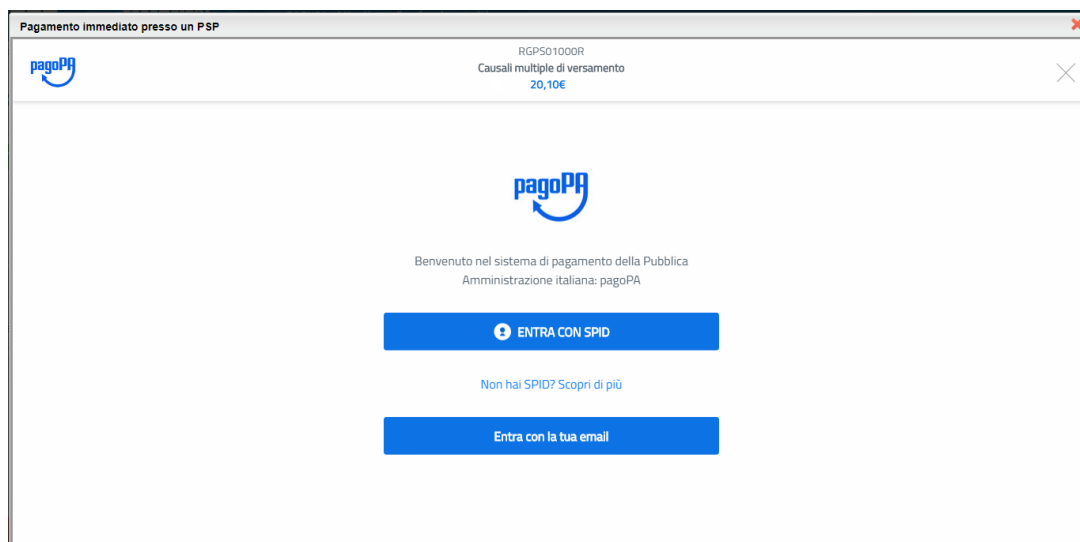 Pagamento immediato presso un PSP
pagoPA
RGPS01000R
Causali multiple di versamento
20,10€
pagoPA
Benvenuto nel sistema di pagamento della Pubblica
Amministrazione italiana: pagoPA
ENTRA CON SPID
Non hai SPID? Scopri di più
Entra con la tua email